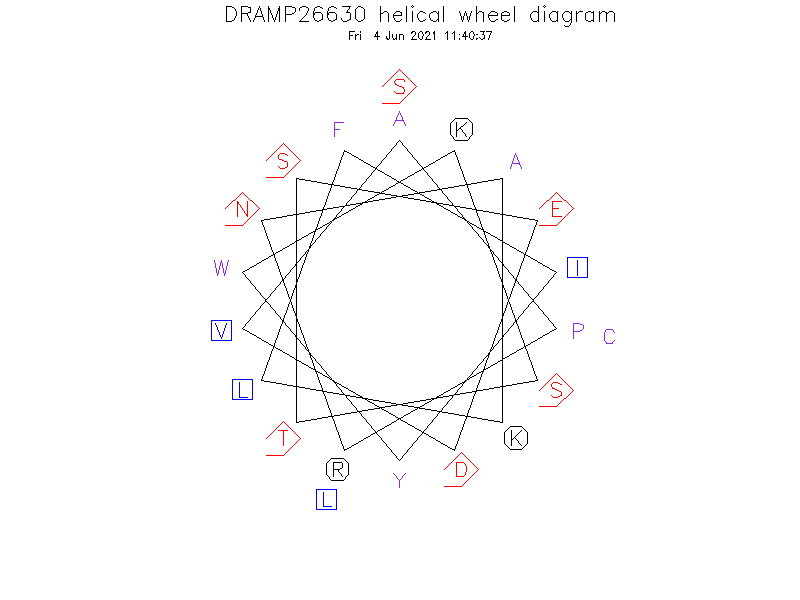 DRAMP26630 helical wheel diagram
Fri 4 Jun 2021 11:40:37
S
F A K
S A
N E
W I
V P C
L S
T K
R Y D
L